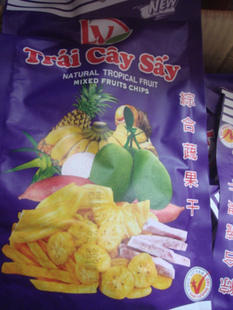 NEW
LV
Trái Cây Sấy
NATURAL TROPICAL FRUIT
MIXED FRUITS CHIPS
綜合蔬果干